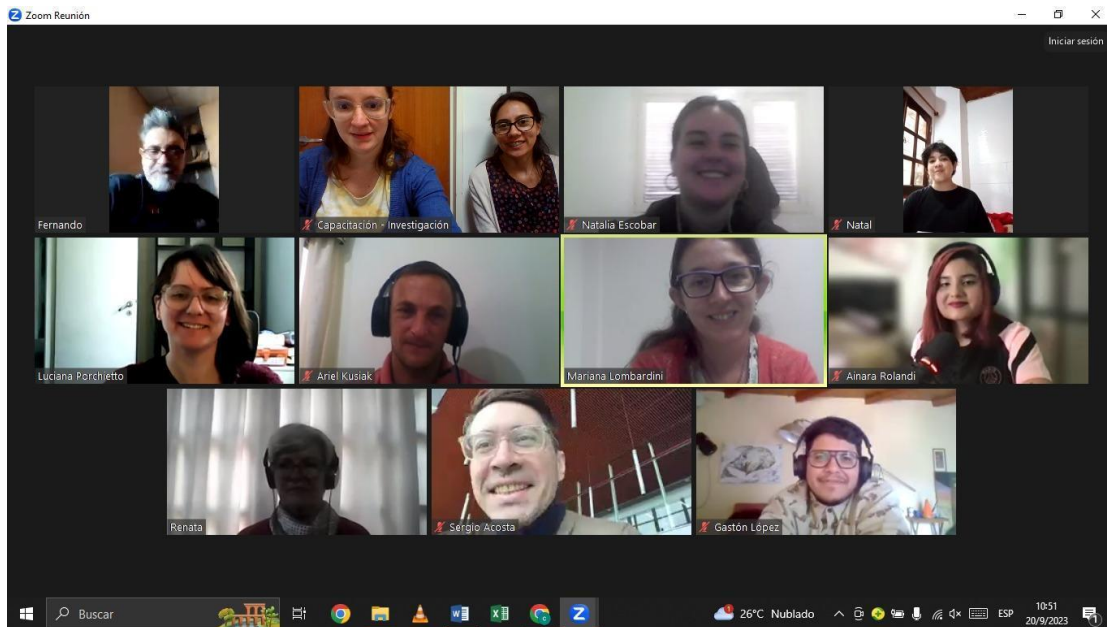 Zoom Reunión
Iniciar sesión
Fernando
Capacitación - Investigación
Natalia Escobar
Natal
Luciana Porchietto
Ariel Kusiak
Mariana Lombardini
Ainara Rolandi
Renata
Sergio Acosta
Gastón López
Buscar
26°C Nublado
ESP
10:51
20/9/2023
1